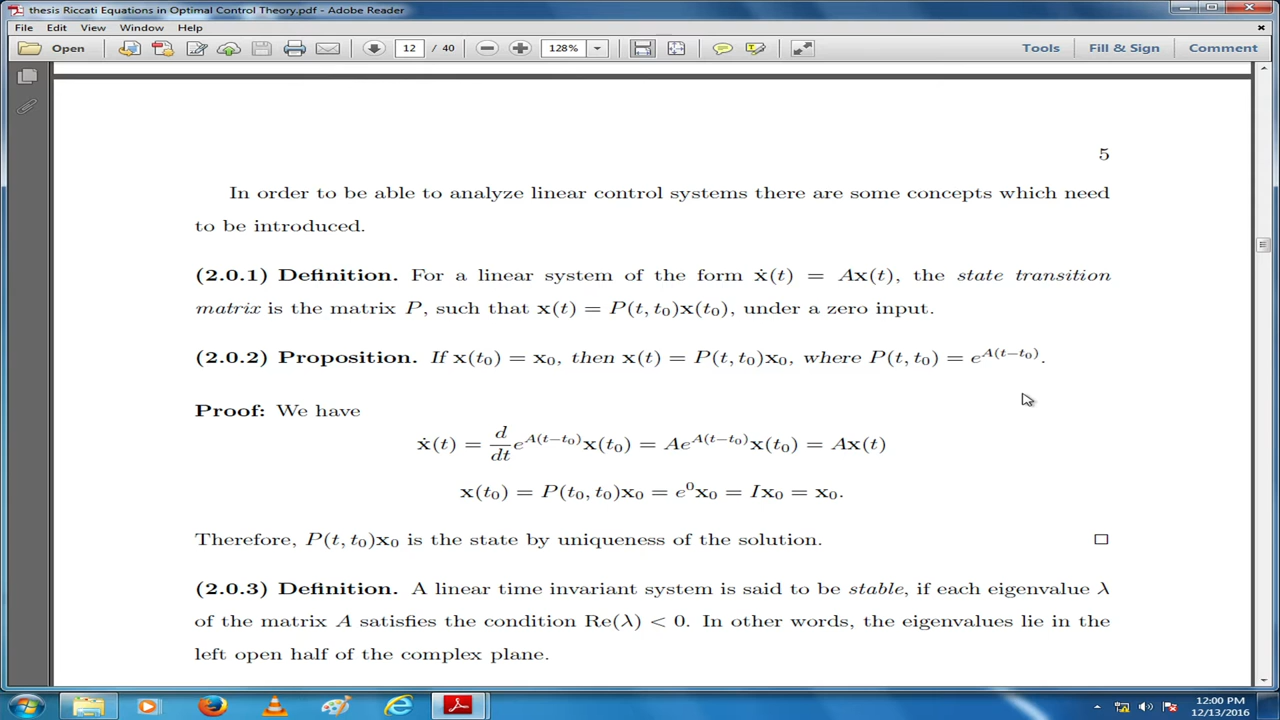 thesis Riccati Equations in Optimal Control Theory.pdf - Adobe Reader
File Edit View Window Help
Open 12 / 40 128% Tools Fill & Sign Comment
5
In order to be able to analyze linear control systems there are some concepts which need
to be introduced.
(2.0.1) Definition. For a linear system of the form ẋ(t) = Ax(t), the state transition
matrix is the matrix P, such that x(t) = P(t, t₀)x(t₀), under a zero input.
(2.0.2) Proposition. If x(t₀) = x₀, then x(t) = P(t, t₀)x₀, where P(t, t₀) = e^{A(t−t₀)}.
Proof: We have
ẋ(t) = d/dt e^{A(t−t₀)}x(t₀) = Ae^{A(t−t₀)}x(t₀) = Ax(t)
x(t₀) = P(t₀, t₀)x₀ = e⁰x₀ = Ix₀ = x₀.
Therefore, P(t, t₀)x₀ is the state by uniqueness of the solution. □
(2.0.3) Definition. A linear time invariant system is said to be stable, if each eigenvalue λ
of the matrix A satisfies the condition Re(λ) < 0. In other words, the eigenvalues lie in the
left open half of the complex plane.
12:00 PM
12/13/2016